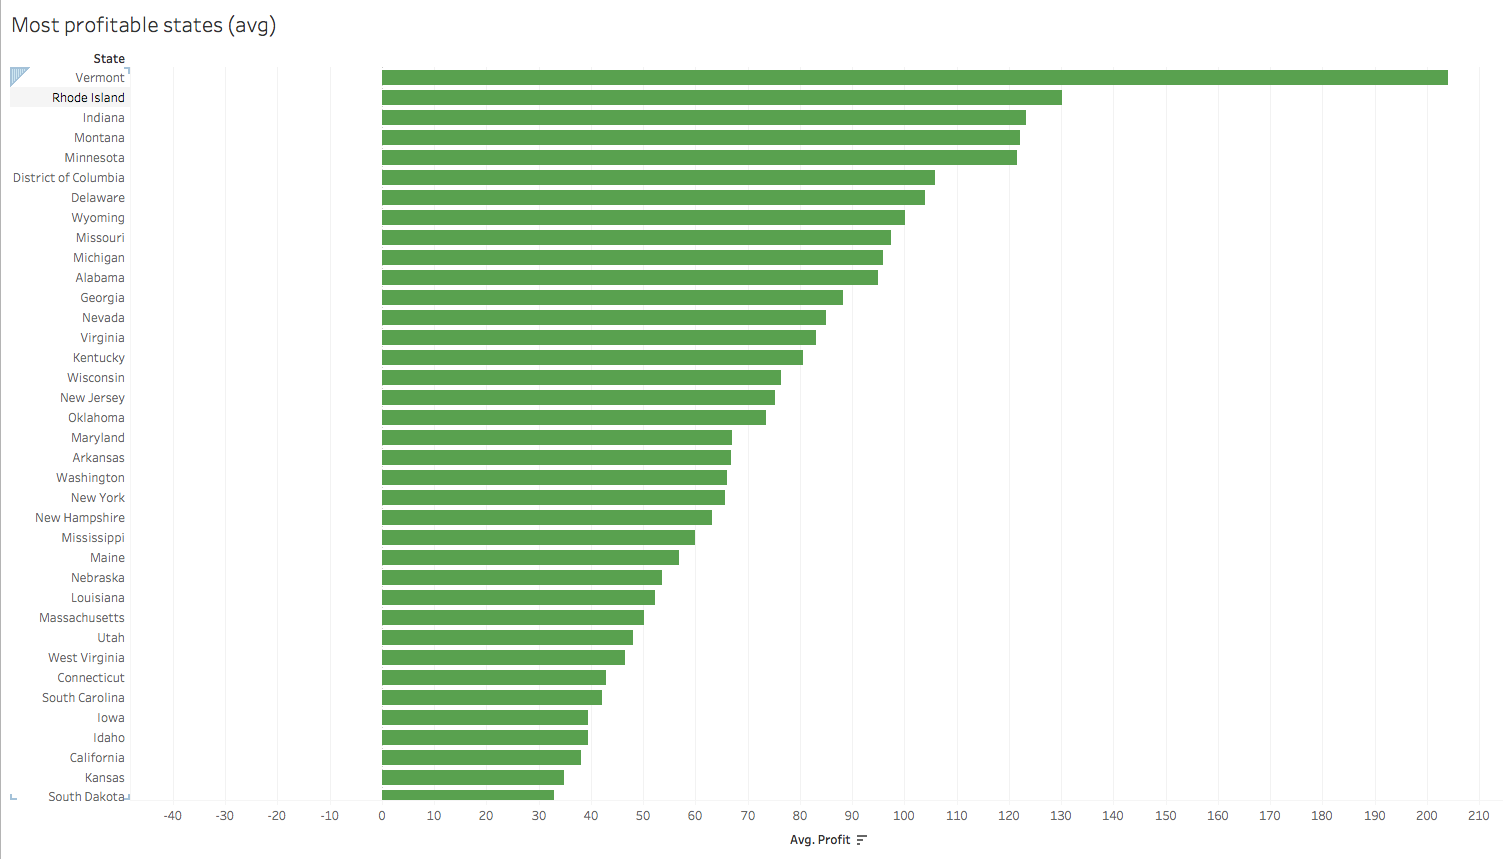 Most profitable states (avg)
State
Vermont
Rhode Island
Indiana
Montana
Minnesota
District of Columbia
Delaware
Wyoming
Missouri
Michigan
Alabama
Georgia
Nevada
Virginia
Kentucky
Wisconsin
New Jersey
Oklahoma
Maryland
Arkansas
Washington
New York
New Hampshire
Mississippi
Maine
Nebraska
Louisiana
Massachusetts
Utah
West Virginia
Connecticut
South Carolina
Iowa
Idaho
California
Kansas
South Dakota
-40 -30 -20 -10 0 10 20 30 40 50 60 70 80 90 100 110 120 130 140 150 160 170 180 190 200 210
Avg. Profit